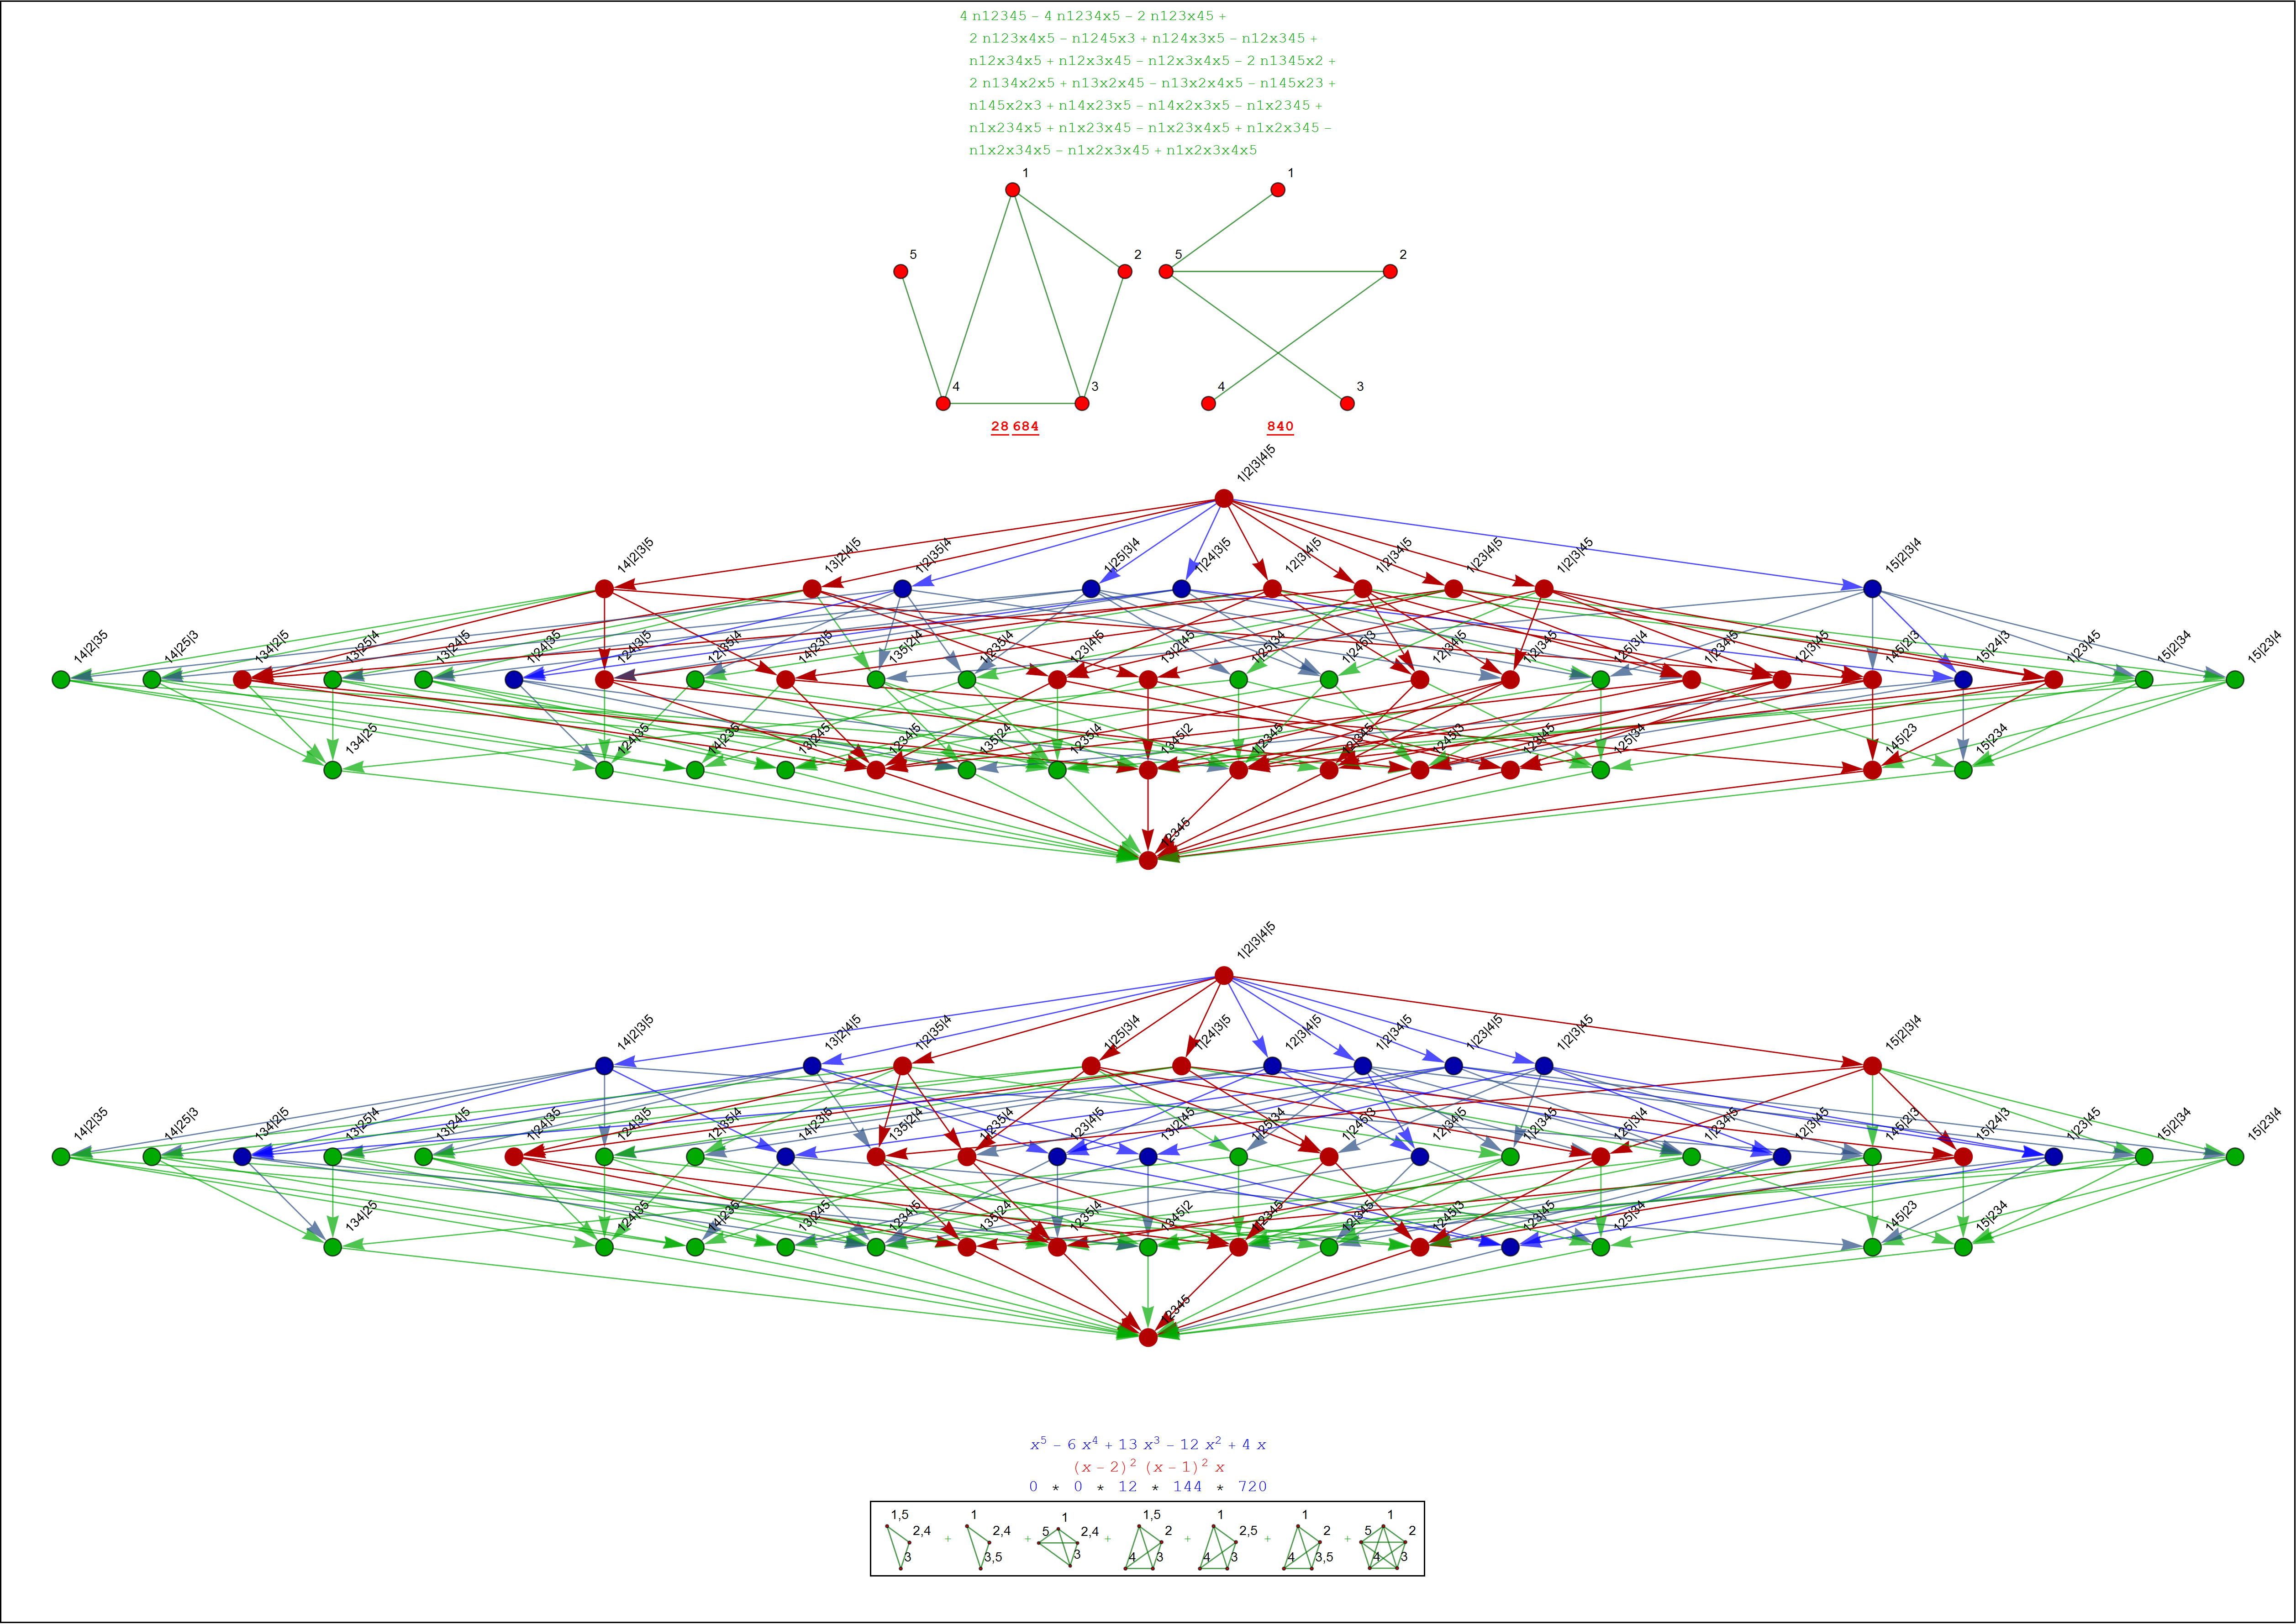 4 n12345 – 4 n1234x5 – 2 n123x45 +
2 n123x4x5 – n1245x3 + n124x3x5 – n12x345 +
n12x34x5 + n12x3x45 – n12x3x4x5 – 2 n1345x2 +
2 n134x2x5 + n13x2x45 – n13x2x4x5 – n145x23 +
n145x2x3 + n14x23x5 – n14x2x3x5 – n1x2345 +
n1x234x5 + n1x23x45 – n1x23x4x5 + n1x2x345 –
n1x2x34x5 – n1x2x3x45 + n1x2x3x4x5
1 1
5 2 5 2
4 3 4 3
28 684 840
1|2|3|4|5
14|2|3|5 13|2|4|5 1|2|35|4 1|25|3|4 1|24|3|5 12|3|4|5 1|2|34|5 1|23|4|5 1|2|3|45 15|2|3|4
14|2|35 14|25|3 134|2|5 13|25|4 13|24|5 1|24|35 124|3|5 12|35|4 14|23|5 135|2|4 1|235|4 123|4|5 13|2|45 1|25|34 1|245|3 12|34|5 1|2|345 125|3|4 1|234|5 12|3|45 145|2|3 15|24|3 1|23|45 15|2|34 15|23|4
134|25 124|35 14|235 13|245 1234|5 135|24 1235|4 1345|2 1|2345 12|345 1245|3 123|45 125|34 145|23 15|234
12345
1|2|3|4|5
14|2|3|5 13|2|4|5 1|2|35|4 1|25|3|4 1|24|3|5 12|3|4|5 1|2|34|5 1|23|4|5 1|2|3|45 15|2|3|4
14|2|35 14|25|3 134|2|5 13|25|4 13|24|5 1|24|35 124|3|5 12|35|4 14|23|5 135|2|4 1|235|4 123|4|5 13|2|45 1|25|34 1|245|3 12|34|5 1|2|345 125|3|4 1|234|5 12|3|45 145|2|3 15|24|3 1|23|45 15|2|34 15|23|4
134|25 124|35 14|235 13|245 1234|5 135|24 1235|4 1345|2 1|2345 12|345 1245|3 123|45 125|34 145|23 15|234
12345
x⁵ – 6 x⁴ + 13 x³ – 12 x² + 4 x
(x – 2)² (x – 1)² x
0 * 0 * 12 * 144 * 720
1,5 2,4 3 + 1 2,4 3,5 + 1 5 2,4 3 + 1,5 2 4 3 + 1 2,5 4 3 + 1 2 4 3,5 + 1 5 2 4 3